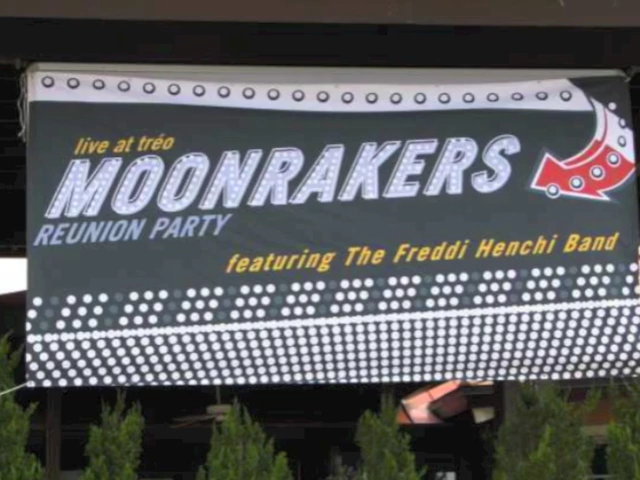 live at tréo
MOONRAKERS
REUNION PARTY
featuring The Freddi Henchi Band